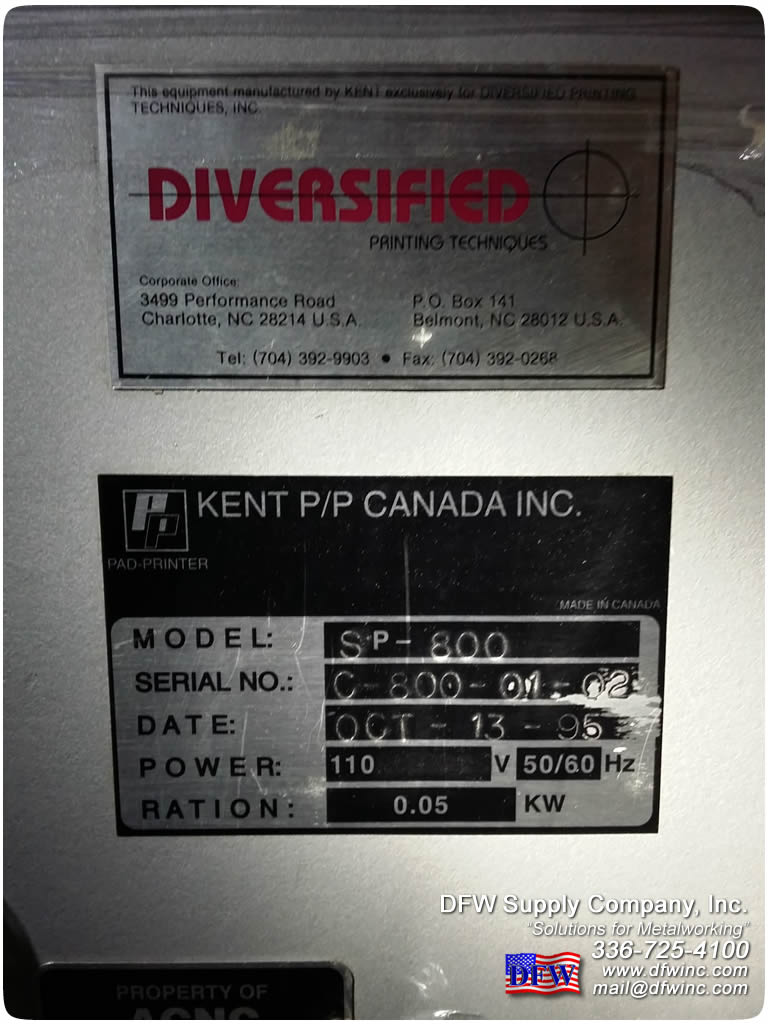 This equipment manufactured by KENT exclusively for DIVERSIFIED PRINTING
TECHNIQUES, INC.
DIVERSIFIED
PRINTING TECHNIQUES
Corporate Office:
3499 Performance Road P.O. Box 141
Charlotte, NC 28214 U.S.A. Belmont, NC 28012 U.S.A.
Tel: (704) 392-9903 • Fax: (704) 392-0268
PP KENT P/P CANADA INC.
PAD-PRINTER
MADE IN CANADA
MODEL: SP-800
SERIAL NO.: C-800-01-02
DATE: OCT-13-95
POWER: 110 V 50/60 Hz
RATION: 0.05 KW
DFW Supply Company, Inc.
"Solutions for Metalworking"
336-725-4100
DFW www.dfwinc.com
mail@dfwinc.com
PROPERTY OF